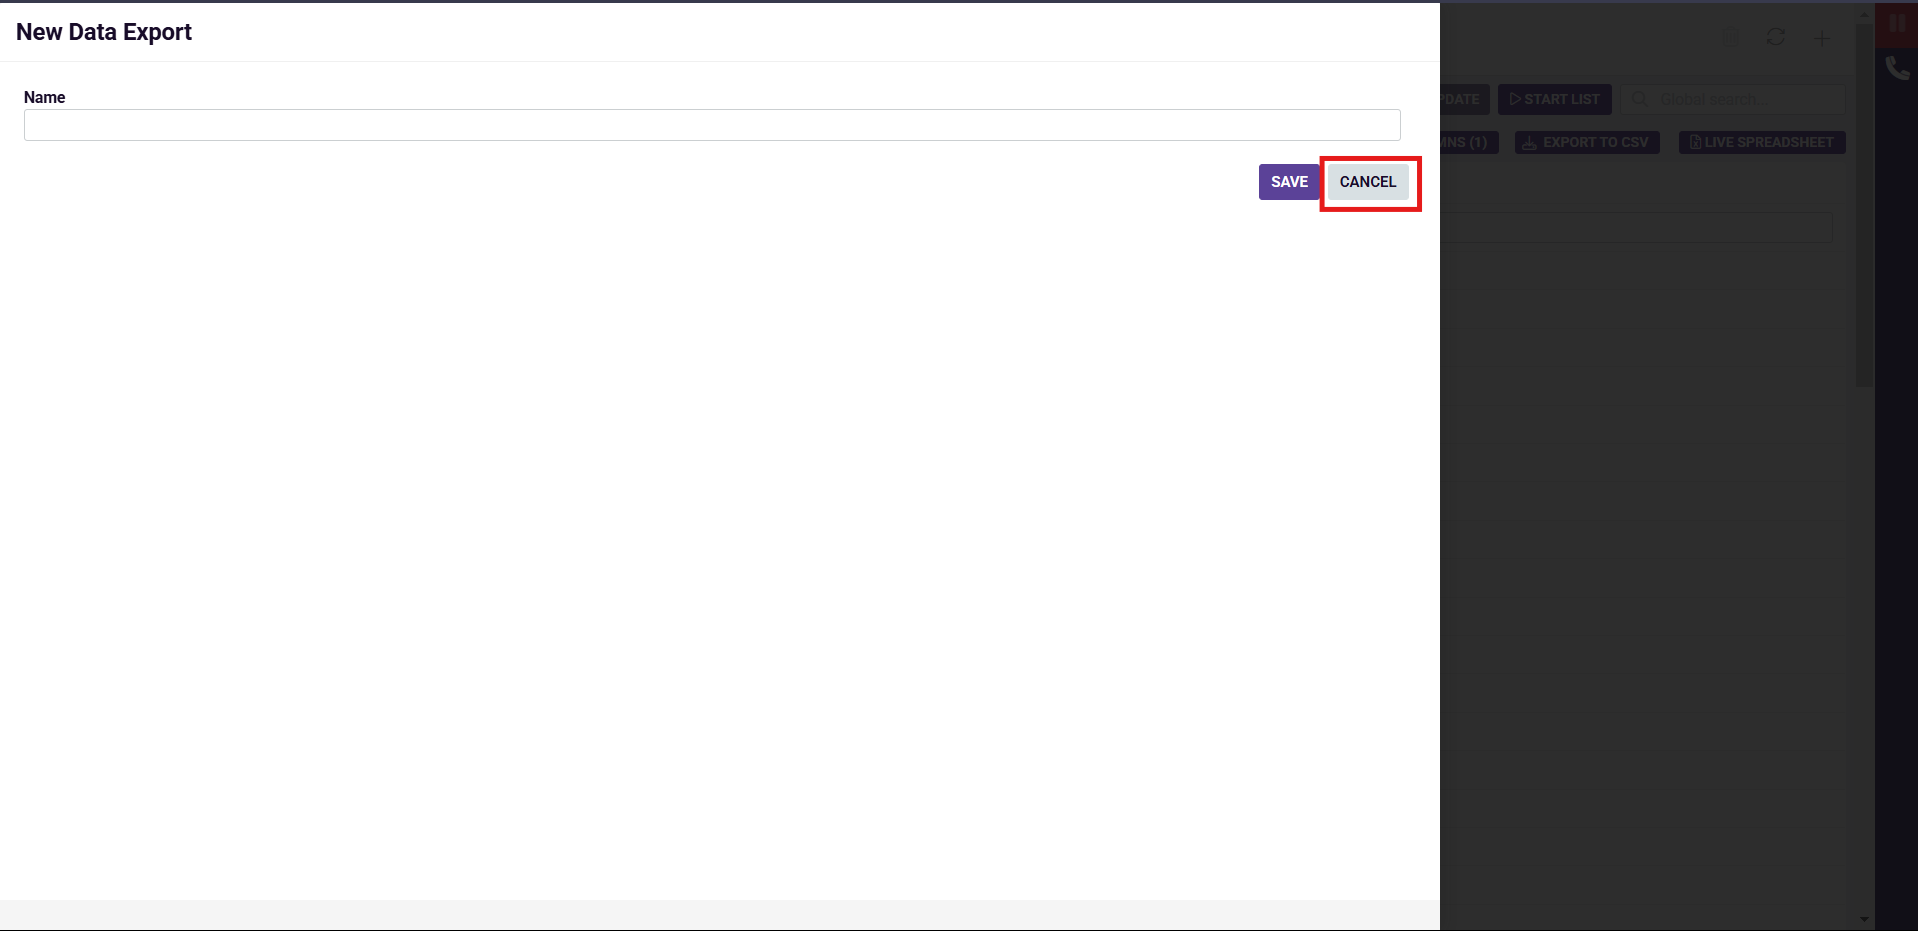 New Data Export
Name
SAVE CANCEL
PDATE START LIST Global search...
MNS (1) EXPORT TO CSV LIVE SPREADSHEET